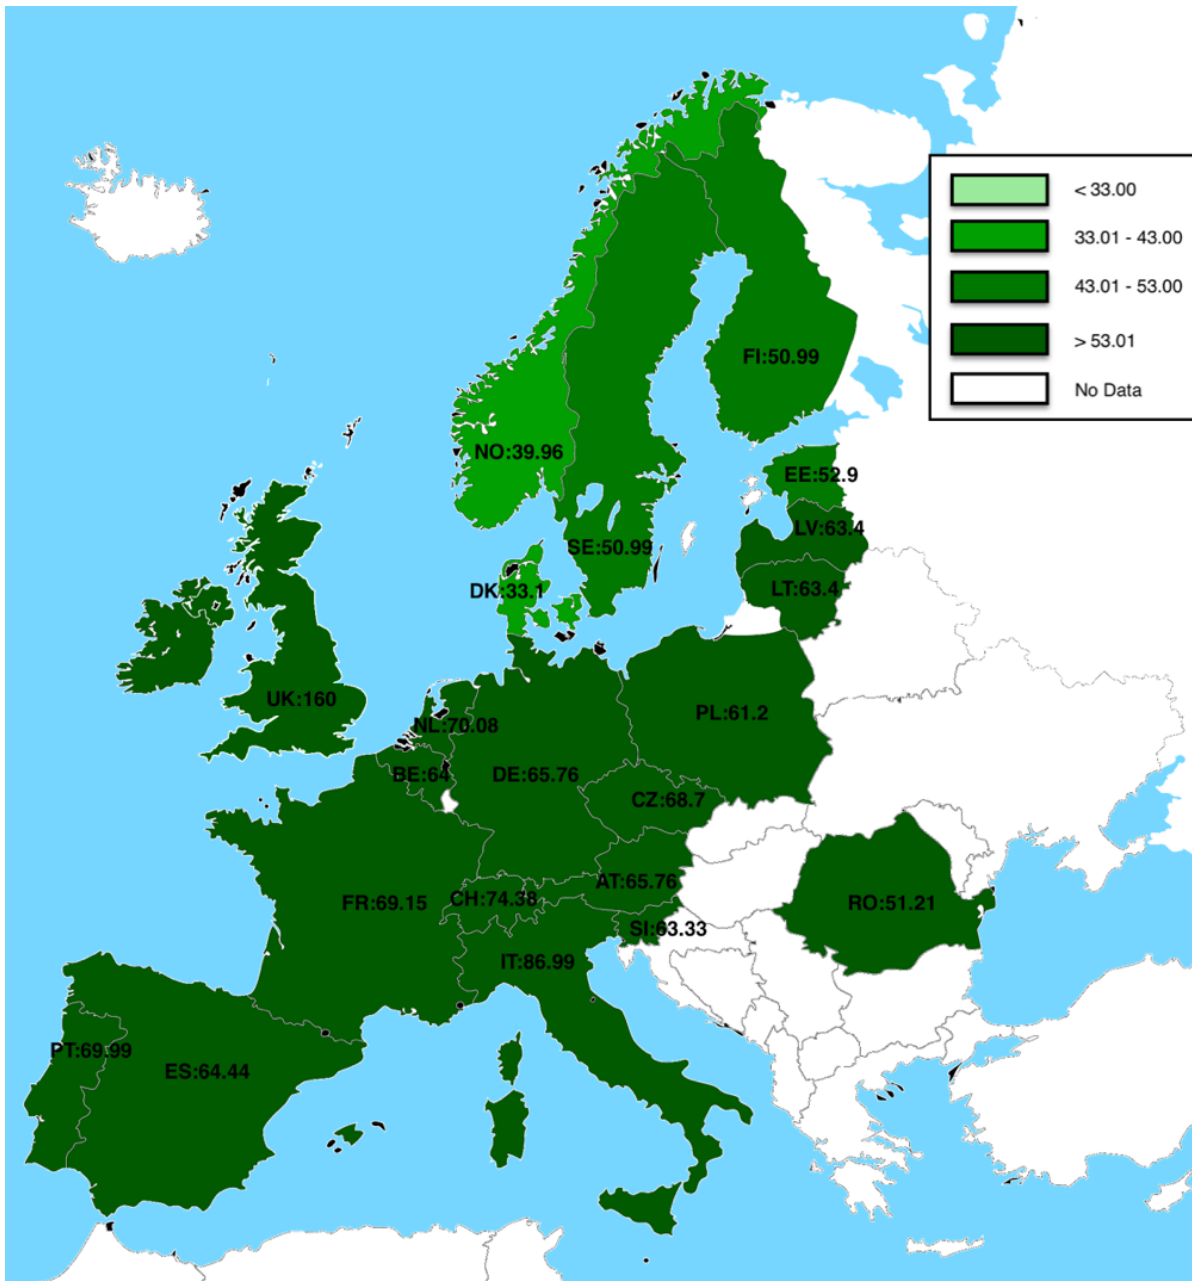 < 33.00
33.01 - 43.00
43.01 - 53.00
> 53.01
No Data
FI:50.99
NO:39.96
EE:52.9
LV:63.4
SE:50.99
LT:63.4
DK:33.1
UK:160
PL:61.2
NL:70.08
BE:64
DE:65.76
CZ:68.7
AT:65.76
FR:69.15
CH:74.38
RO:51.21
SI:63.33
IT:86.99
PT:69.99
ES:64.44